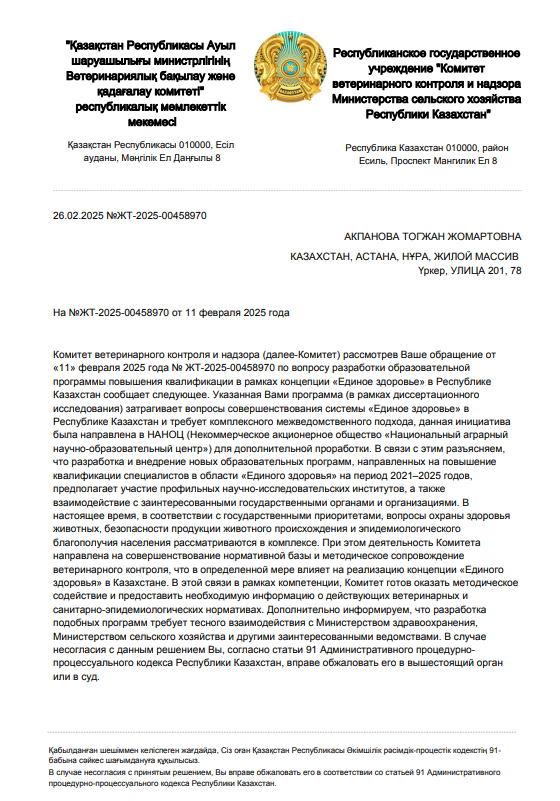 "Қазақстан Республикасы Ауыл
шаруашылығы министрлігінің
Ветеринариялық бақылау және
қадағалау комитеті"
республикалық мемлекеттік
мекемесі
Қазақстан Республикасы 010000, Есіл
ауданы, Мәңгілік Ел Даңғылы 8
Республиканское государственное
учреждение "Комитет
ветеринарного контроля и надзора
Министерства сельского хозяйства
Республики Казахстан"
Республика Казахстан 010000, район
Есиль, Проспект Мангилик Ел 8
26.02.2025 №ЖТ-2025-00458970
АКПАНОВА ТОГЖАН ЖОМАРТОВНА
КАЗАХСТАН, АСТАНА, НҰРА, ЖИЛОЙ МАССИВ
Үркер, УЛИЦА 201, 78
На №ЖТ-2025-00458970 от 11 февраля 2025 года
Комитет ветеринарного контроля и надзора (далее-Комитет) рассмотрев Ваше обращение от
«11» февраля 2025 года № ЖТ-2025-00458970 по вопросу разработки образовательной
программы повышения квалификации в рамках концепции «Единое здоровье» в Республике
Казахстан сообщает следующее. Указанная Вами программа (в рамках диссертационного
исследования) затрагивает вопросы совершенствования системы «Единое здоровье» в
Республике Казахстан и требует комплексного межведомственного подхода, данная инициатива
была направлена в НАНОЦ (Некоммерческое акционерное общество «Национальный аграрный
научно-образовательный центр») для дополнительной проработки. В связи с этим разъясняем,
что разработка и внедрение новых образовательных программ, направленных на повышение
квалификации специалистов в области «Единого здоровья» на период 2021–2025 годов,
предполагает участие профильных научно-исследовательских институтов, а также
взаимодействие с заинтересованными государственными органами и организациями. В
настоящее время, в соответствии с государственными приоритетами, вопросы охраны здоровья
животных, безопасности продукции животного происхождения и эпидемиологического
благополучия населения рассматриваются в комплексе. При этом деятельность Комитета
направлена на совершенствование нормативной базы и методическое сопровождение
ветеринарного контроля, что в определенной мере влияет на реализацию концепции «Единого
здоровья» в Казахстане. В этой связи в рамках компетенции, Комитет готов оказать методическое
содействие и предоставить необходимую информацию о действующих ветеринарных и
санитарно-эпидемиологических нормативах. Дополнительно информируем, что разработка
подобных программ требует тесного взаимодействия с Министерством здравоохранения,
Министерством сельского хозяйства и другими заинтересованными ведомствами. В случае
несогласия с данным решением Вы, согласно статьи 91 Административного процедурно-
процессуального кодекса Республики Казахстан, вправе обжаловать его в вышестоящий орган
или в суд.
Қабылданған шешіммен келіспеген жағдайда, Сіз оған Қазақстан Республикасы Әкімшілік рәсімдік-процестік кодекстің 91-
бабына сәйкес шағымдануға құқылысыз.
В случае несогласия с принятым решением, Вы вправе обжаловать его в соответствии со статьей 91 Административного
процедурно-процессуального кодекса Республики Казахстан.